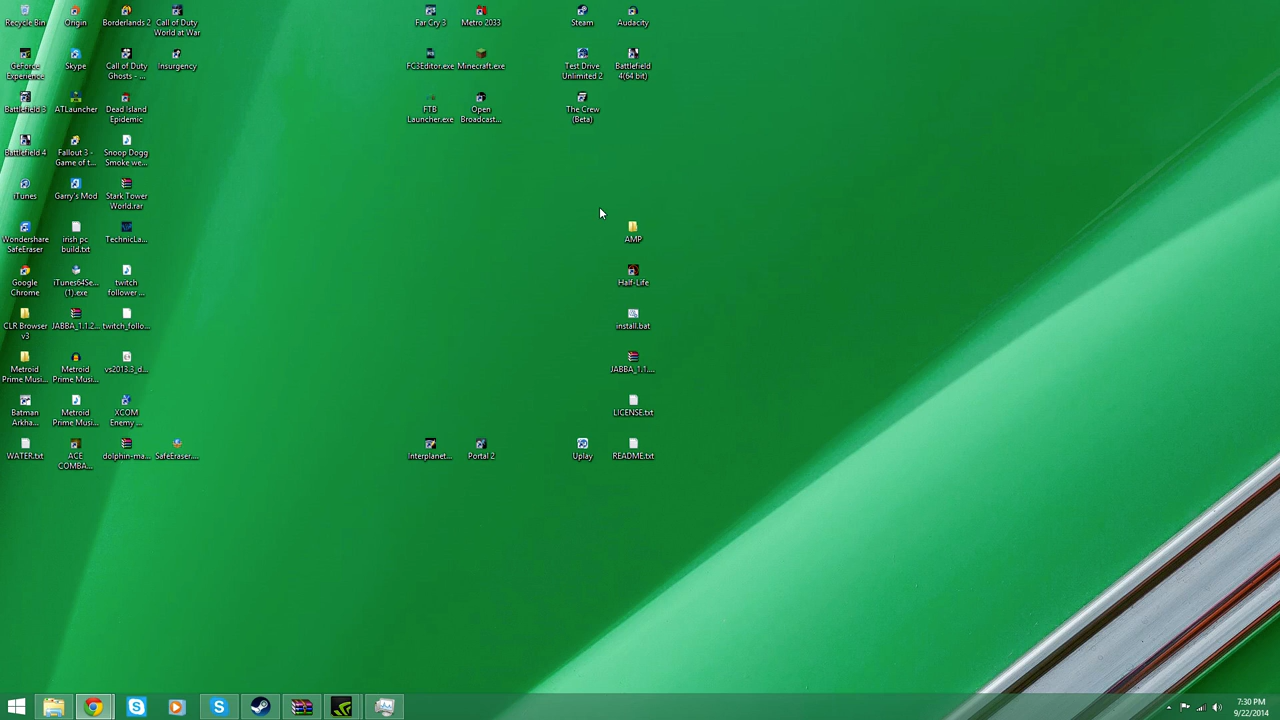 Recycle Bin
Origin
Borderlands 2
Call of Duty
World at War
Far Cry 3
Metro 2033
Steam
Audacity
GeForce
Experience
Skype
Call of Duty
Ghosts - ...
Insurgency
FC3Editor.exe
Minecraft.exe
Test Drive
Unlimited 2
Battlefield
4(64 bit)
Battlefield 3
ATLauncher
Dead Island
Epidemic
FTB
Launcher.exe
Open
Broadcast...
The Crew
(Beta)
Battlefield 4
Fallout 3 -
Game of t...
Snoop Dogg
Smoke we...
iTunes
Garry's Mod
Stark Tower
World.rar
Wondershare
SafeEraser
irish pc
build.txt
TechnicLa...
AMP
Google
Chrome
iTunes64Se...
(1).exe
twitch
follower ...
Half-Life
CLR Browser
v3
JABBA_1.1.2...
twitch_follo...
install.bat
Metroid
Prime Musi...
Metroid
Prime Musi...
vs2013.3_d...
JABBA_1.1....
Batman
Arkha...
Metroid
Prime Musi...
XCOM
Enemy ...
LICENSE.txt
WATER.txt
ACE
COMBA...
dolphin-ma...
SafeEraser....
Interplanet...
Portal 2
Uplay
README.txt
7:30 PM
9/22/2014